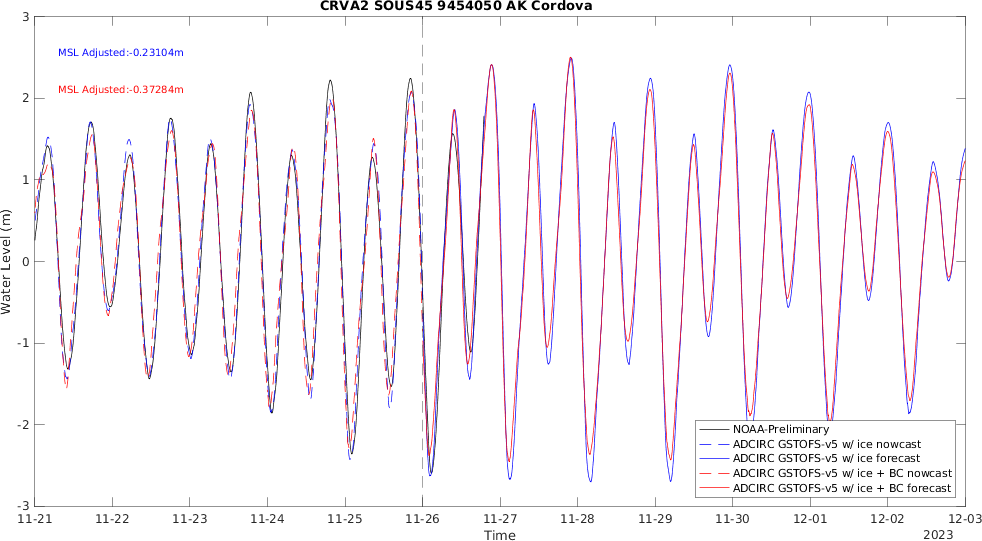 CRVA2 SOUS45 9454050 AK Cordova
3
MSL Adjusted:-0.23104m
MSL Adjusted:-0.37284m
2
1
0
-1
-2
-3
Water Level (m)
NOAA-Preliminary
ADCIRC GSTOFS-v5 w/ ice nowcast
ADCIRC GSTOFS-v5 w/ ice forecast
ADCIRC GSTOFS-v5 w/ ice + BC nowcast
ADCIRC GSTOFS-v5 w/ ice + BC forecast
11-21 11-22 11-23 11-24 11-25 11-26 11-27 11-28 11-29 11-30 12-01 12-02 12-03
Time
2023